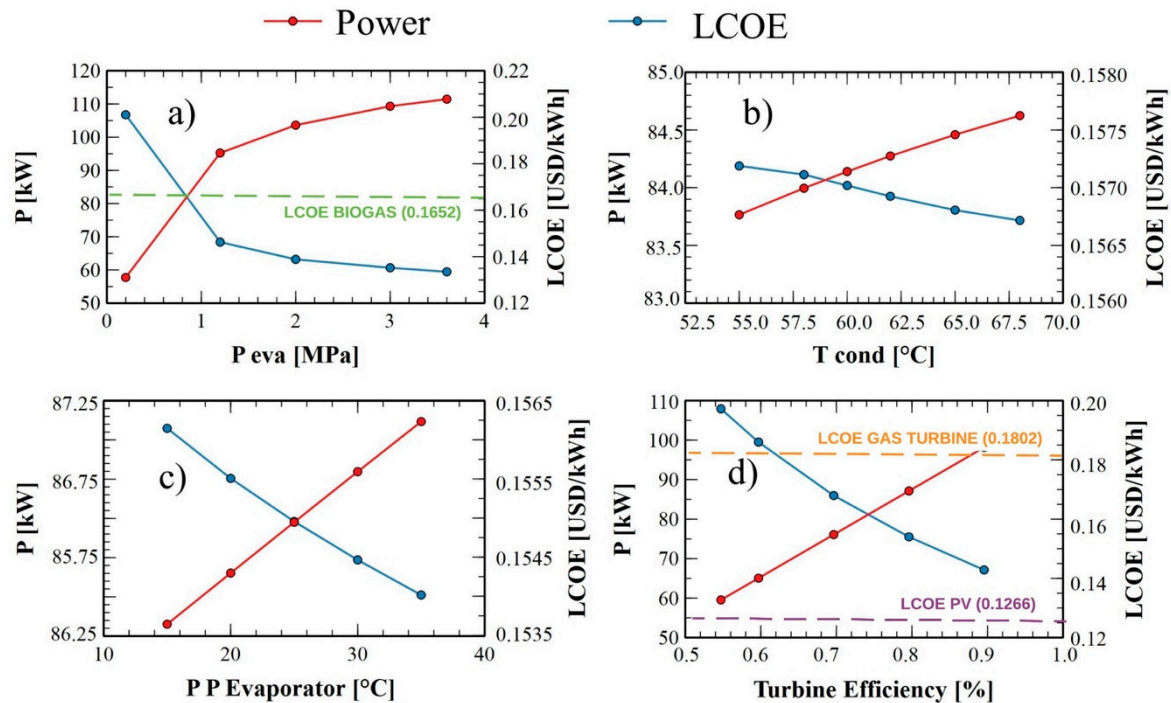 Power LCOE
a)
P [kW]
120
110
100
90
80
70
60
50
0 1 2 3 4
P eva [MPa]
0.22
0.20
0.18
0.16
0.14
0.12
LCOE [USD/kWh]
LCOE BIOGAS (0.1652)
b)
P [kW]
85.0
84.5
84.0
83.5
83.0
52.5 55.0 57.5 60.0 62.5 65.0 67.5 70.0
T cond [°C]
0.1580
0.1575
0.1570
0.1565
0.1560
LCOE [USD/kWh]
c)
P [kW]
87.25
86.75
85.75
86.25
10 20 30 40
P P Evaporator [°C]
0.1565
0.1555
0.1545
0.1535
LCOE [USD/kWh]
d)
P [kW]
110
100
90
80
70
60
50
0.5 0.6 0.7 0.8 0.9 1.0
Turbine Efficiency [%]
0.20
0.18
0.16
0.14
0.12
LCOE [USD/kWh]
LCOE GAS TURBINE (0.1802)
LCOE PV (0.1266)